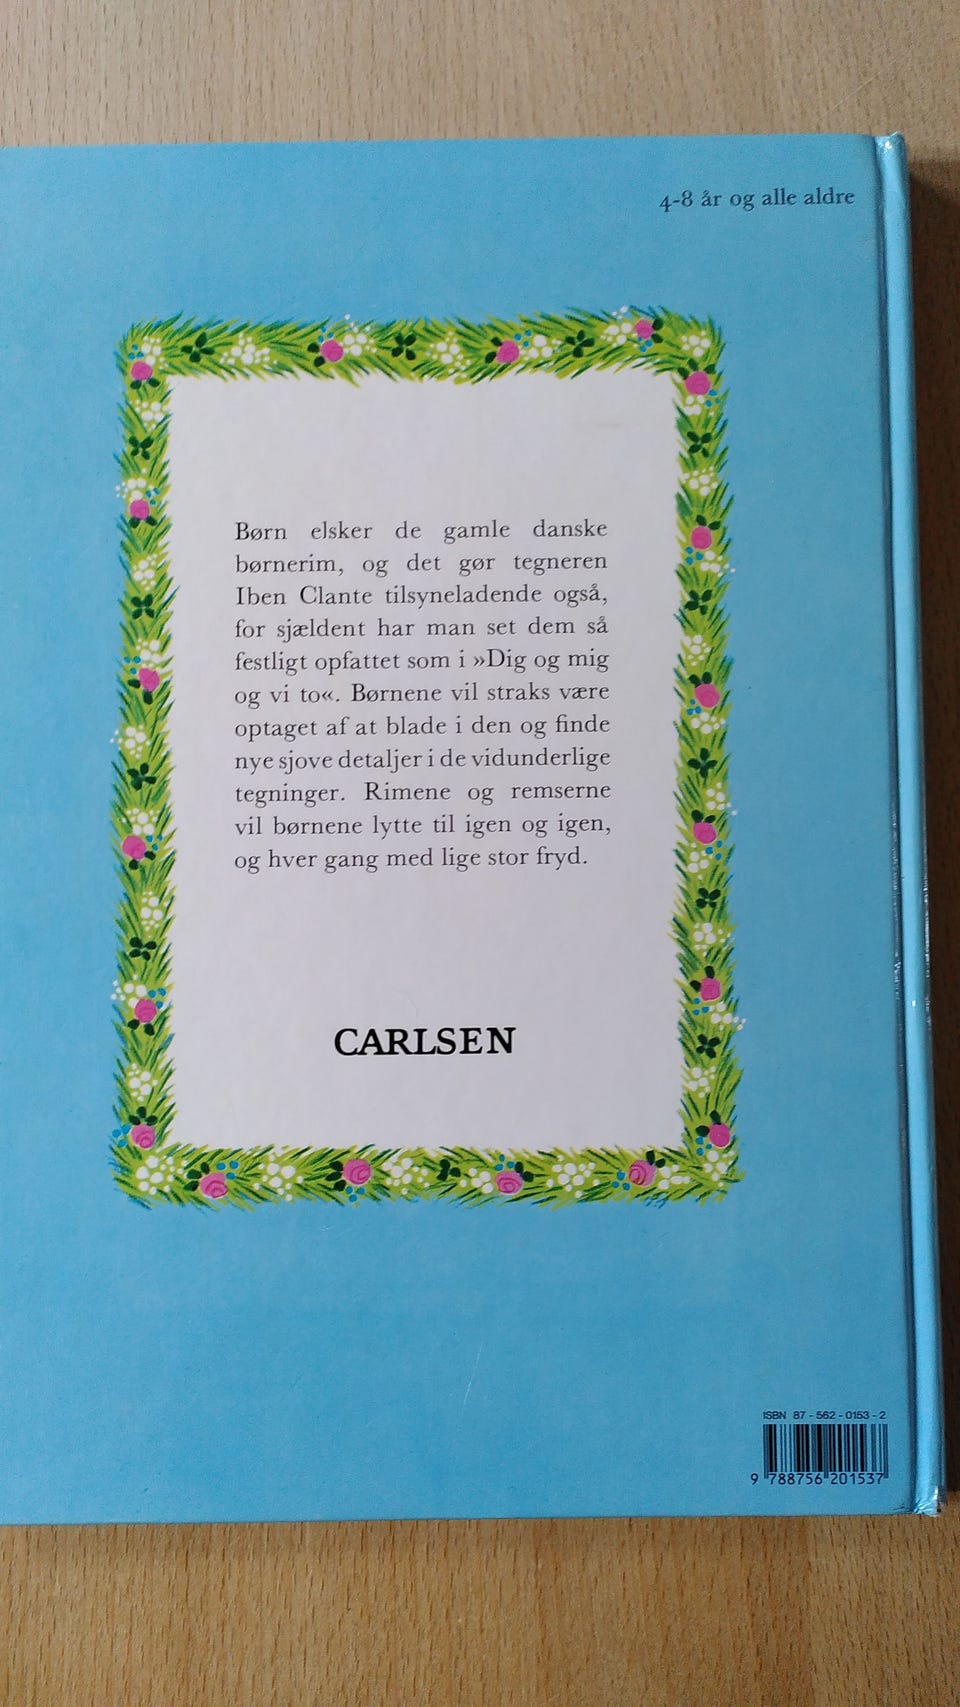 4-8 år og alle aldre
Børn elsker de gamle danske
børnerim, og det gør tegneren
Iben Clante tilsyneladende også,
for sjældent har man set dem så
festligt opfattet som i »Dig og mig
og vi to«. Børnene vil straks være
optaget af at blade i den og finde
nye sjove detaljer i de vidunderlige
tegninger. Rimene og remserne
vil børnene lytte til igen og igen,
og hver gang med lige stor fryd.
CARLSEN
ISBN 87 - 562 - 0153 - 2
9 788756 201537